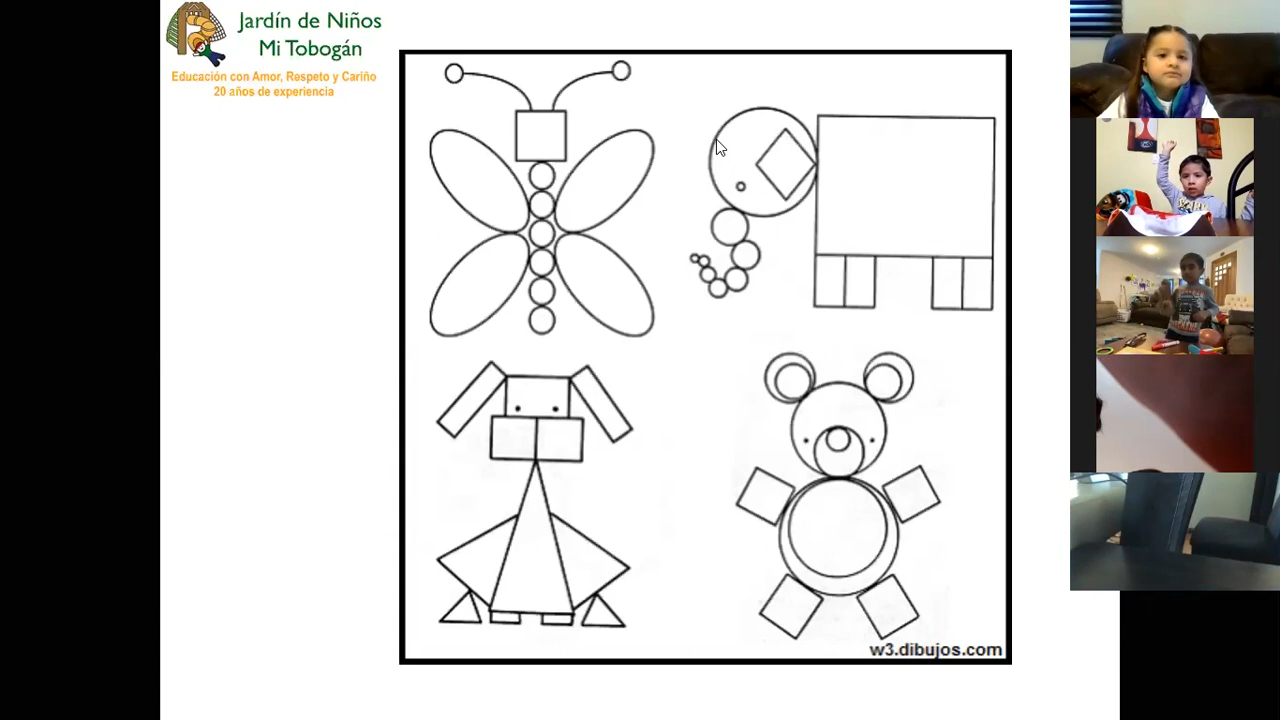 Jardín de Niños
Mi Tobogán
Educación con Amor, Respeto y Cariño
20 años de experiencia
w3.dibujos.com